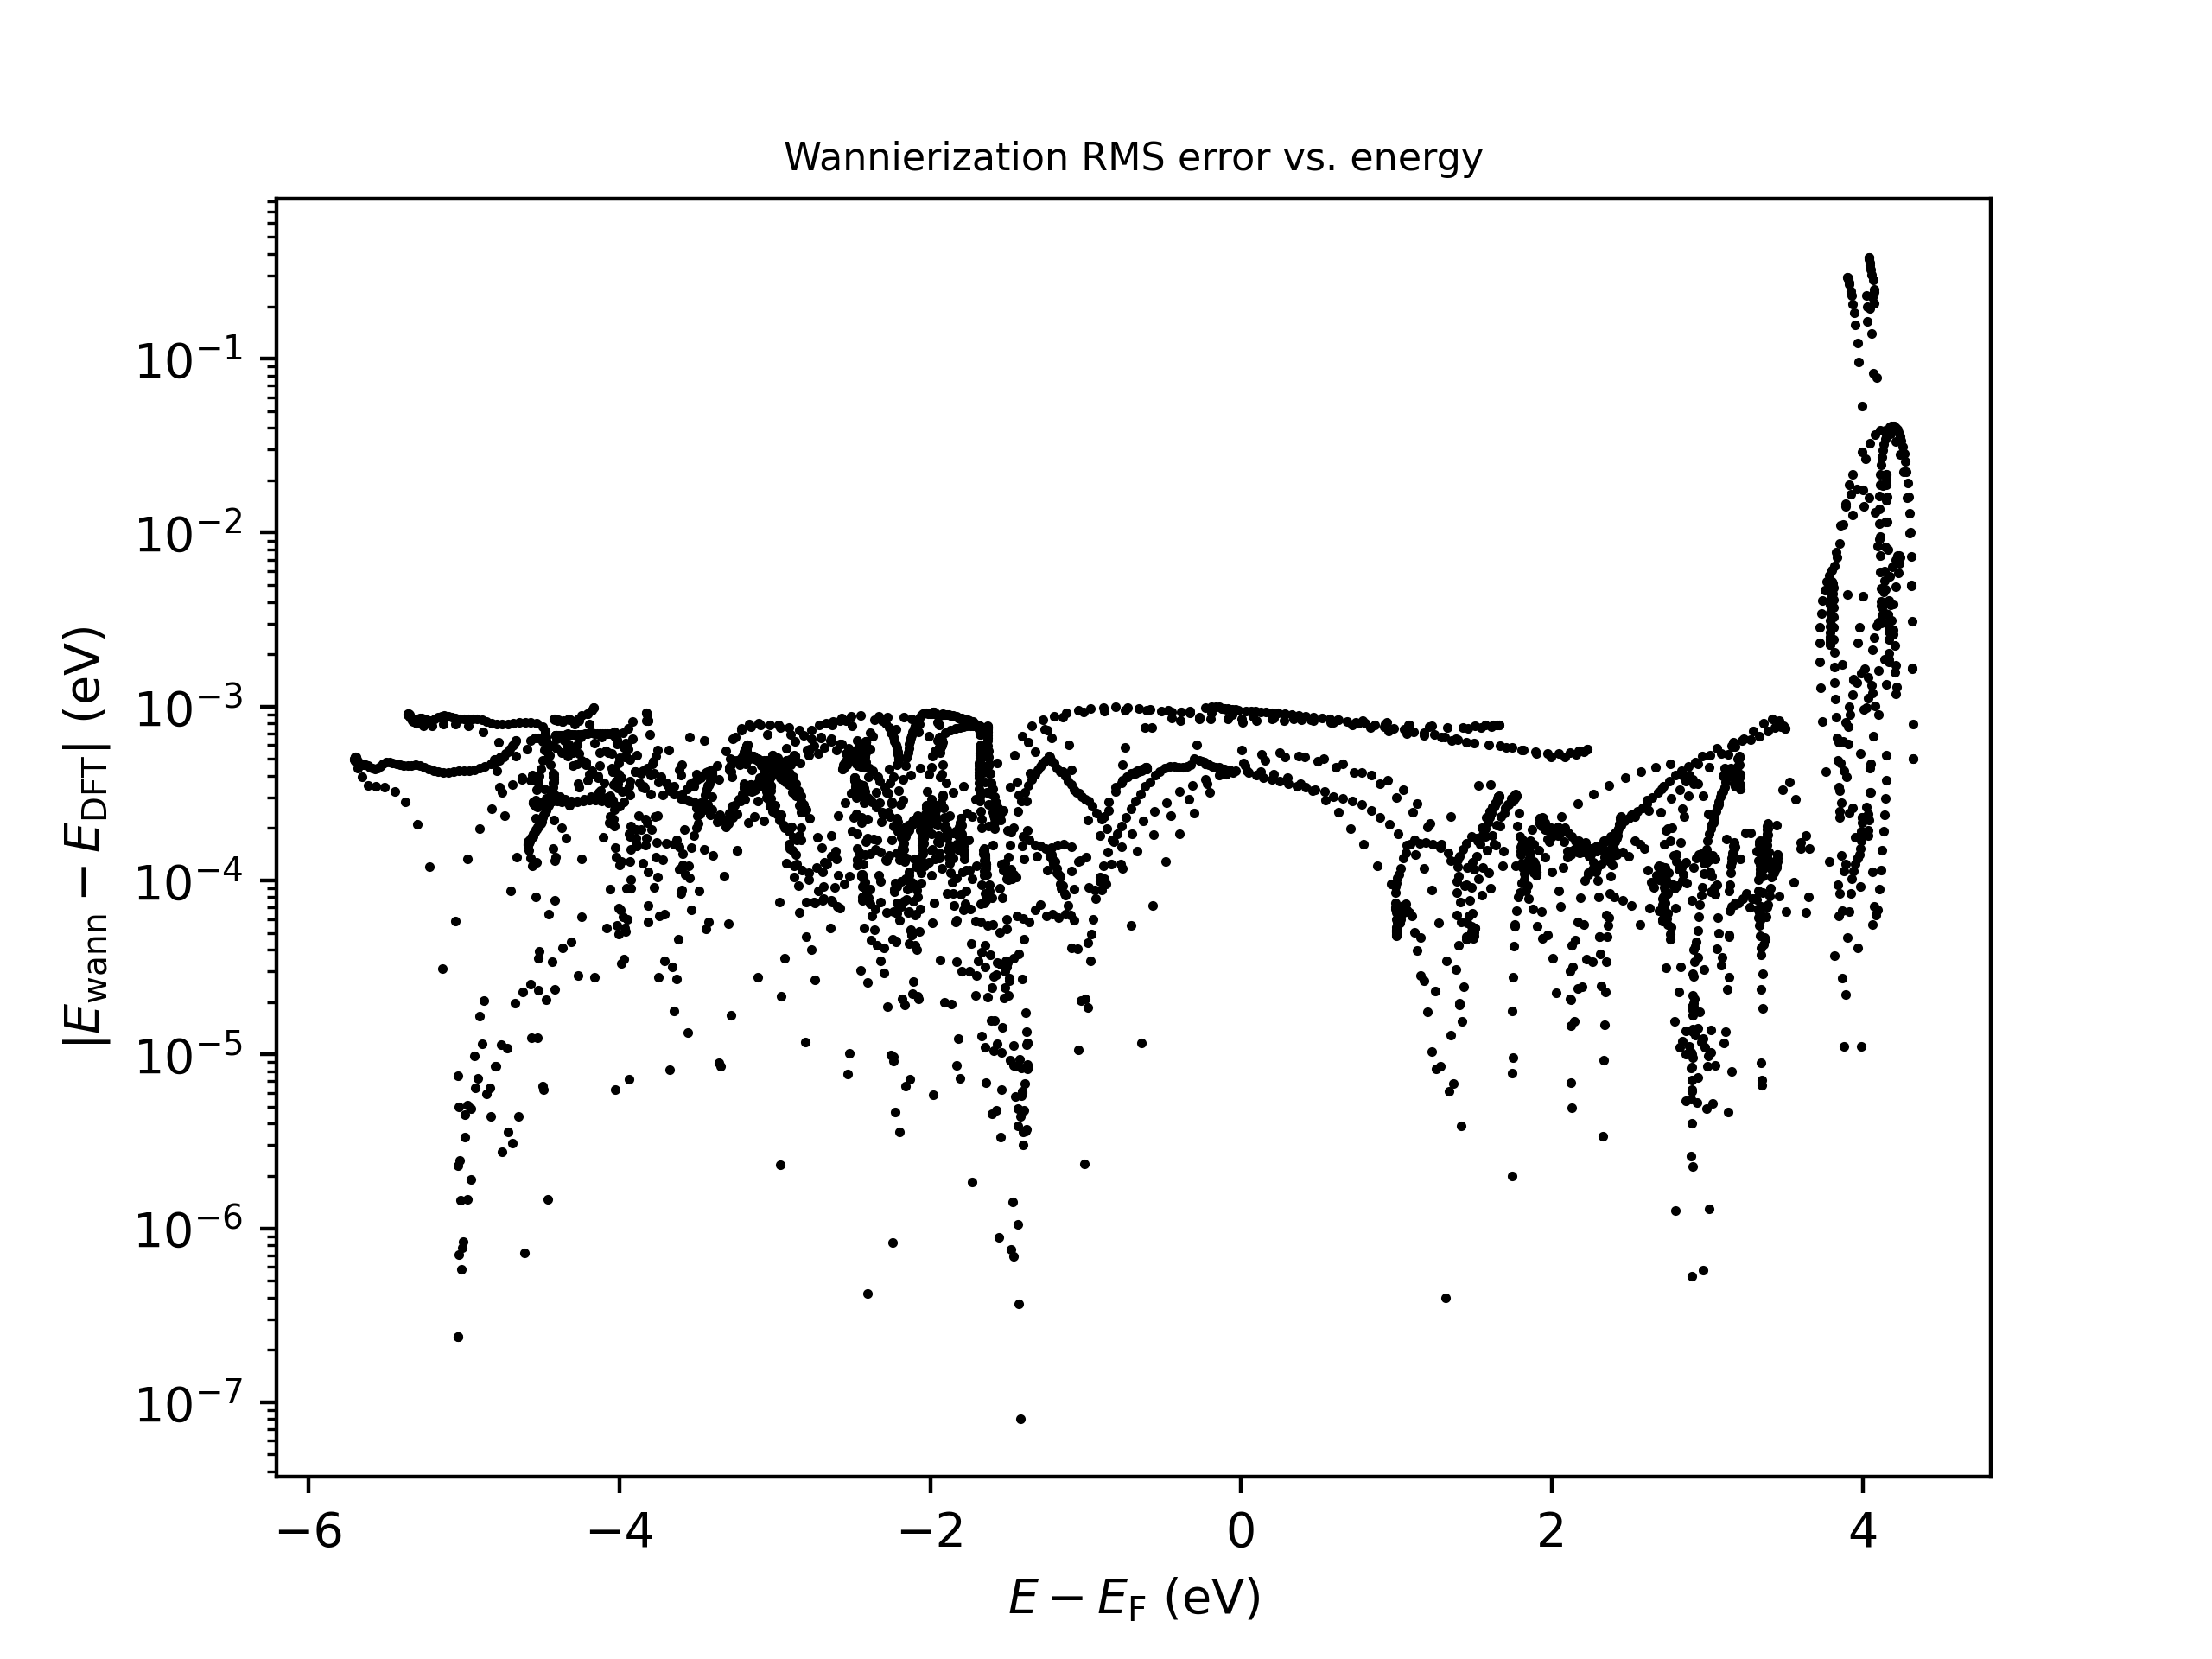 Wannierization RMS error vs. energy
|E_wann − E_DFT| (eV)
10⁻¹
10⁻²
10⁻³
10⁻⁴
10⁻⁵
10⁻⁶
10⁻⁷
−6 −4 −2 0 2 4
E − E_F (eV)